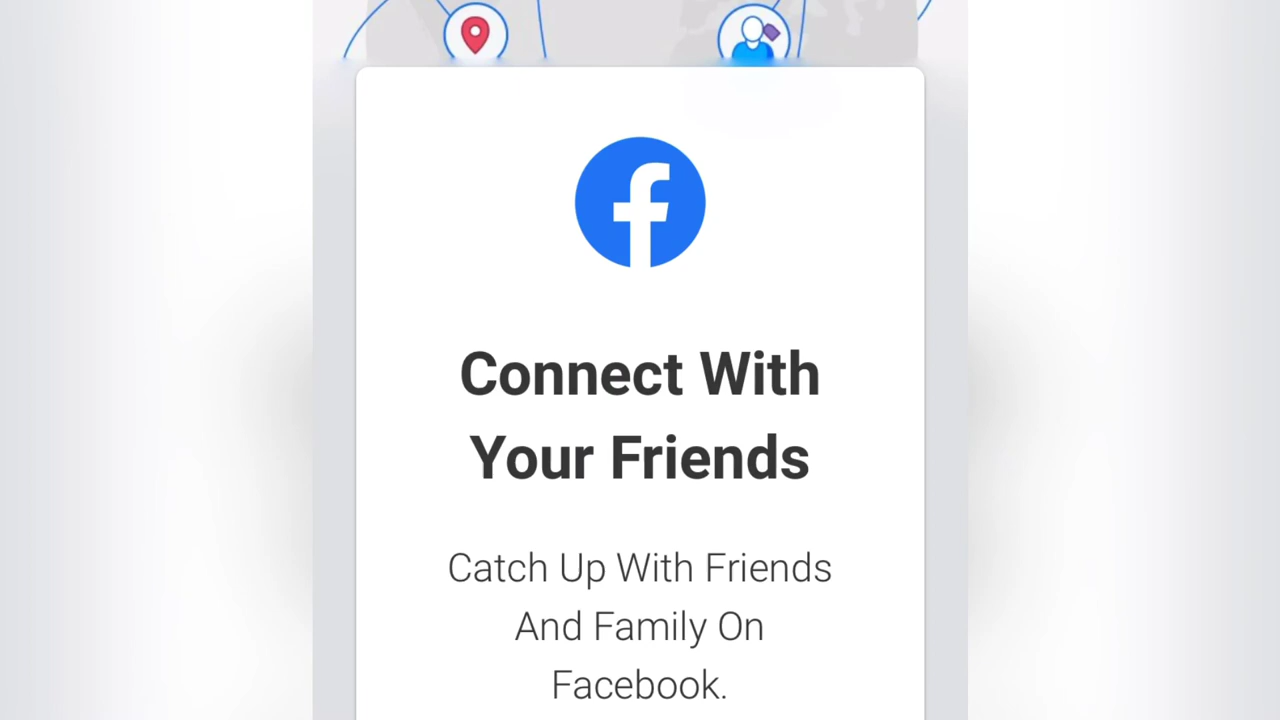 Connect With
Your Friends
Catch Up With Friends
And Family On
Facebook.